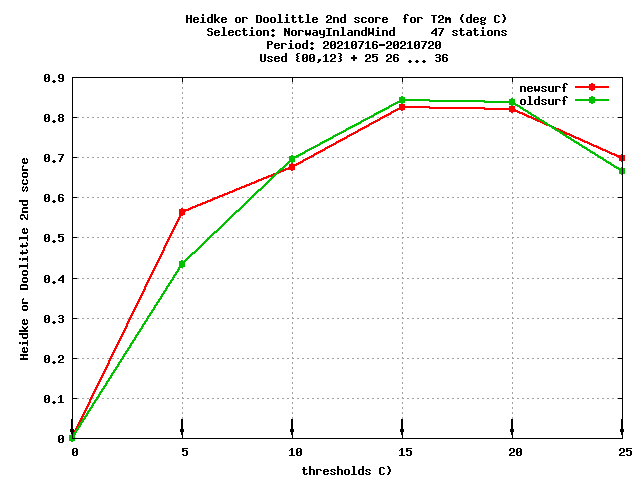 Heidke or Doolittle 2nd score  for T2m (deg C)
Selection: NorwayInlandWind     47 stations
Period: 20210716-20210720
Used {00,12} + 25 26 ... 36
newsurf
oldsurf
Heidke or Doolittle 2nd score
0.9
0.8
0.7
0.6
0.5
0.4
0.3
0.2
0.1
0
0 5 10 15 20 25
thresholds C)